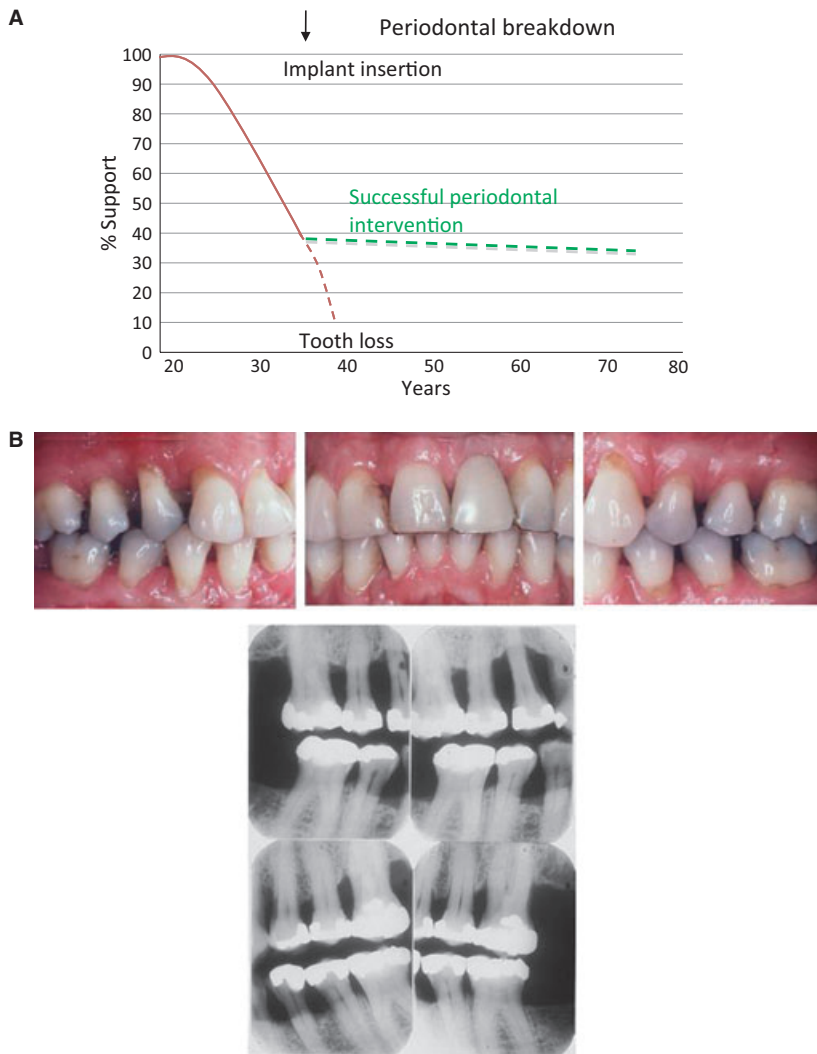 A
Periodontal breakdown
Implant insertion
100
90
80
70
60
50
40
30
20
10
0
% Support
Successful periodontal
intervention
Tooth loss
20 30 40 50 60 70 80
Years
B